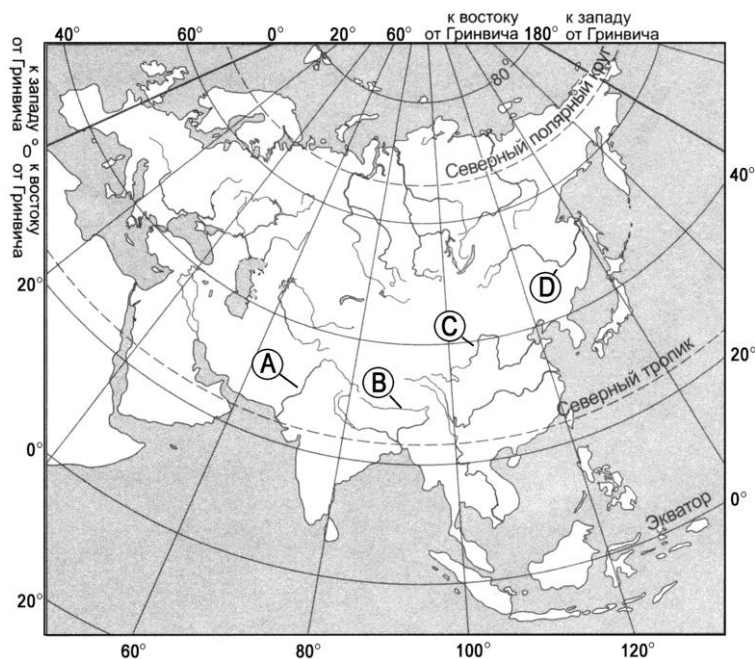 к востоку к западу
40° 60° 0° 20° 60° от Гринвича 180° от Гринвича
к западу
от Гринвича
0°
к востоку
от Гринвича
80°
Северный полярный круг
40°
20°
D
C
20°
A
B
Северный тропик
0°
0°
Экватор
20°
60° 80° 100° 120°